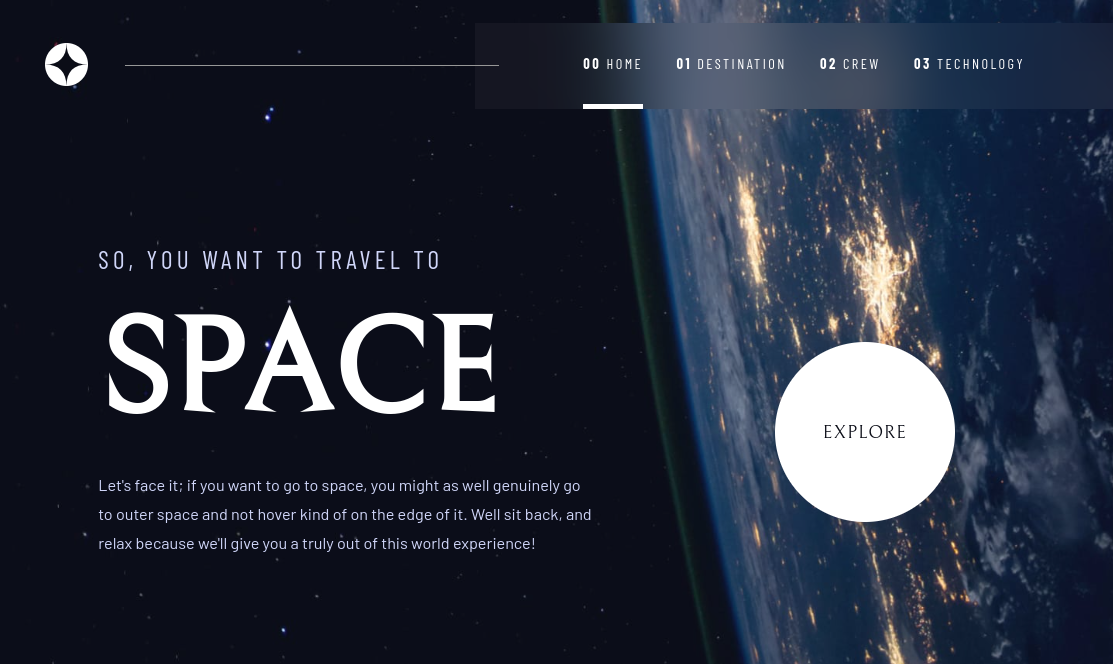 00 HOME 01 DESTINATION 02 CREW 03 TECHNOLOGY
SO, YOU WANT TO TRAVEL TO
SPACE
Let's face it; if you want to go to space, you might as well genuinely go
to outer space and not hover kind of on the edge of it. Well sit back, and
relax because we'll give you a truly out of this world experience!
EXPLORE